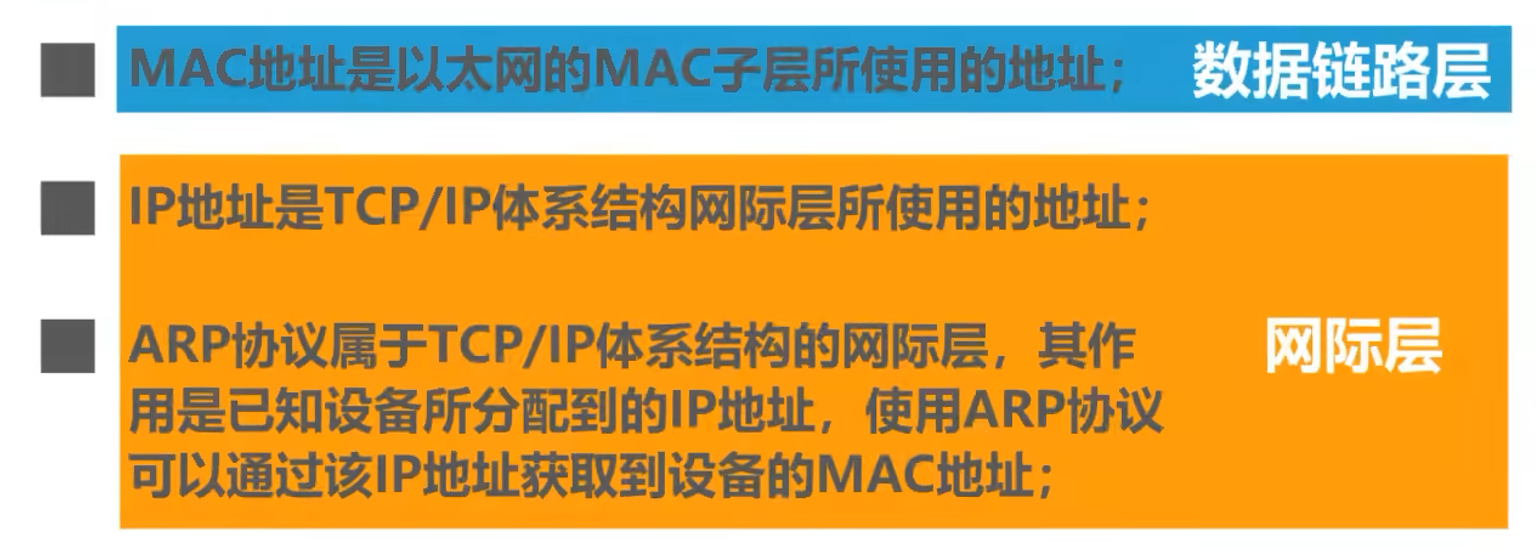 MAC地址是以太网的MAC子层所使用的地址； 数据链路层
IP地址是TCP/IP体系结构网际层所使用的地址；
ARP协议属于TCP/IP体系结构的网际层，其作
用是已知设备所分配到的IP地址，使用ARP协议
可以通过该IP地址获取到设备的MAC地址；
网际层